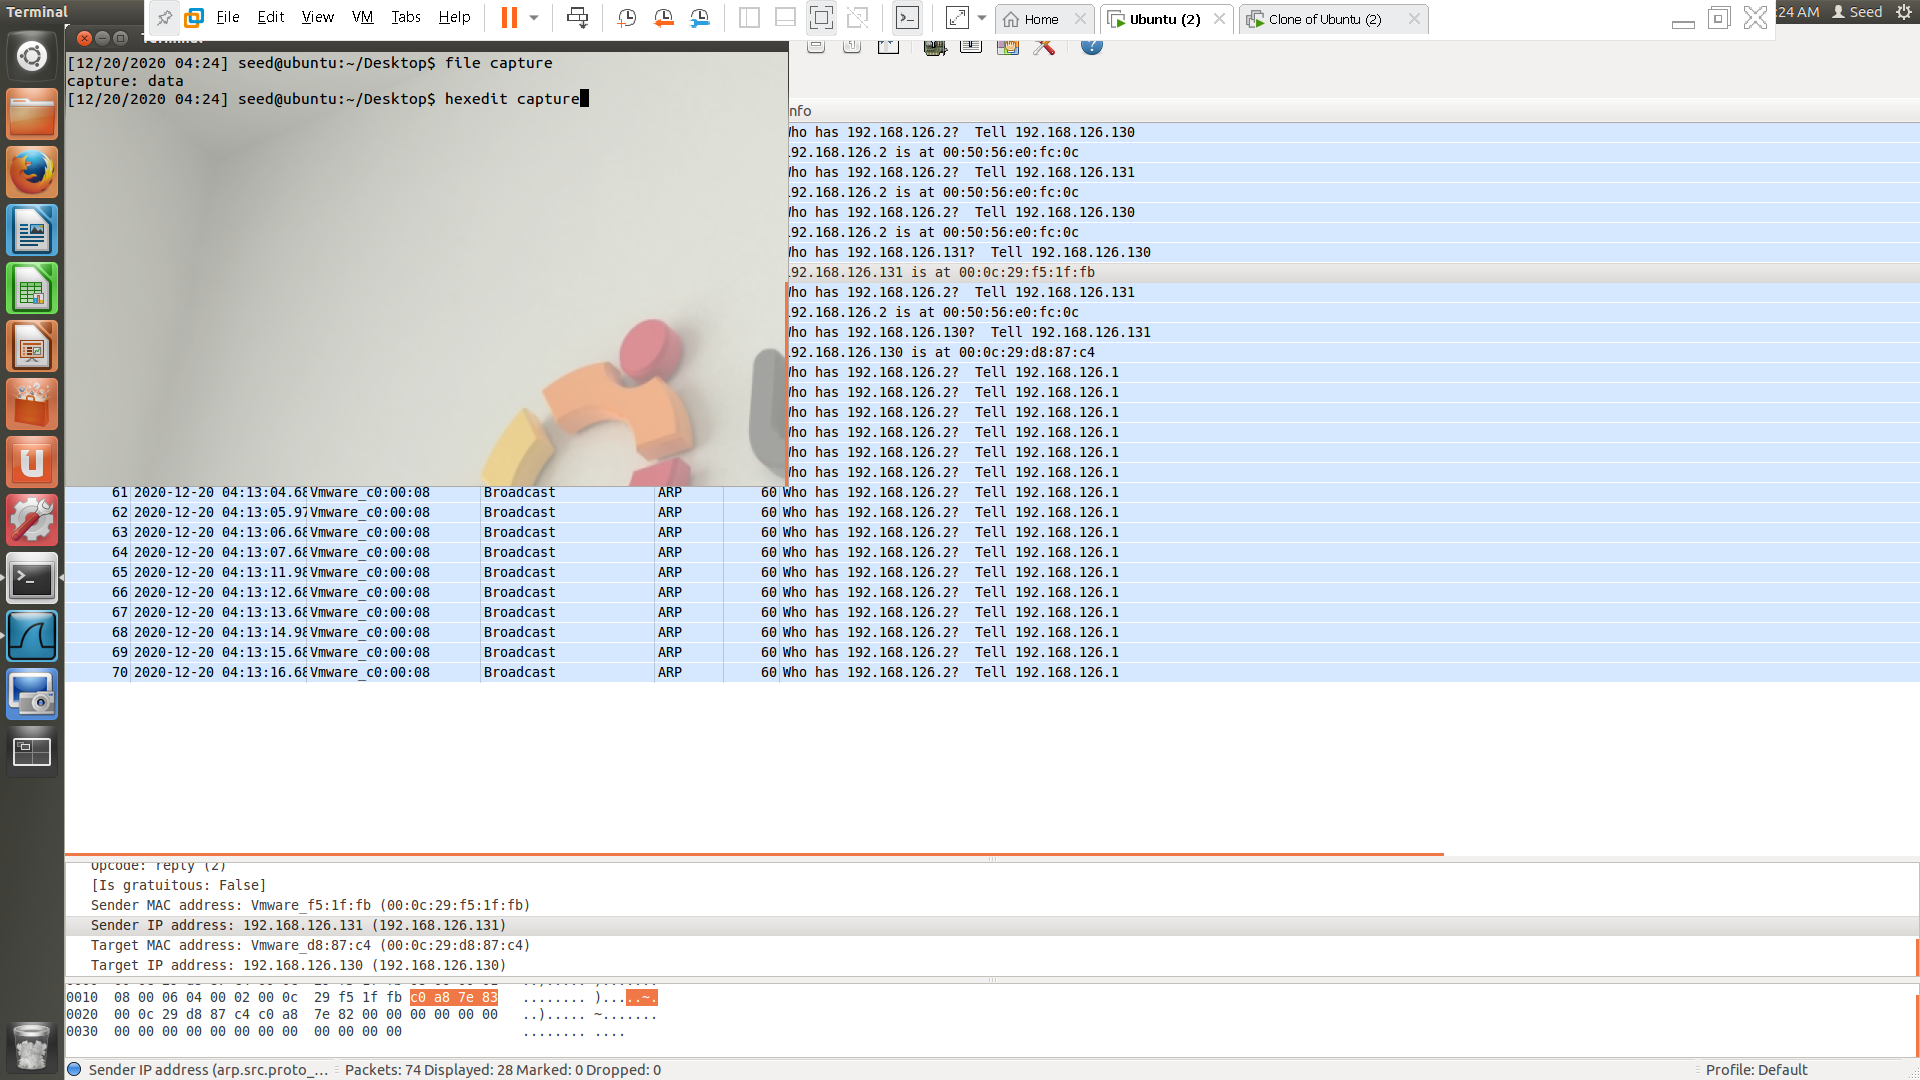 Terminal
File Edit View VM Tabs Help
Home
Ubuntu (2)
Clone of Ubuntu (2)
:24 AM Seed
[12/20/2020 04:24] seed@ubuntu:~/Desktop$ file capture
capture: data
[12/20/2020 04:24] seed@ubuntu:~/Desktop$ hexedit capture
nfo
Who has 192.168.126.2? Tell 192.168.126.130
192.168.126.2 is at 00:50:56:e0:fc:0c
Who has 192.168.126.2? Tell 192.168.126.131
192.168.126.2 is at 00:50:56:e0:fc:0c
Who has 192.168.126.2? Tell 192.168.126.130
192.168.126.2 is at 00:50:56:e0:fc:0c
Who has 192.168.126.131? Tell 192.168.126.130
192.168.126.131 is at 00:0c:29:f5:1f:fb
Who has 192.168.126.2? Tell 192.168.126.131
192.168.126.2 is at 00:50:56:e0:fc:0c
Who has 192.168.126.130? Tell 192.168.126.131
192.168.126.130 is at 00:0c:29:d8:87:c4
Who has 192.168.126.2? Tell 192.168.126.1
Who has 192.168.126.2? Tell 192.168.126.1
Who has 192.168.126.2? Tell 192.168.126.1
Who has 192.168.126.2? Tell 192.168.126.1
Who has 192.168.126.2? Tell 192.168.126.1
Who has 192.168.126.2? Tell 192.168.126.1
61 2020-12-20 04:13:04.68 Vmware_c0:00:08 Broadcast ARP 60 Who has 192.168.126.2? Tell 192.168.126.1
62 2020-12-20 04:13:05.97 Vmware_c0:00:08 Broadcast ARP 60 Who has 192.168.126.2? Tell 192.168.126.1
63 2020-12-20 04:13:06.68 Vmware_c0:00:08 Broadcast ARP 60 Who has 192.168.126.2? Tell 192.168.126.1
64 2020-12-20 04:13:07.68 Vmware_c0:00:08 Broadcast ARP 60 Who has 192.168.126.2? Tell 192.168.126.1
65 2020-12-20 04:13:11.98 Vmware_c0:00:08 Broadcast ARP 60 Who has 192.168.126.2? Tell 192.168.126.1
66 2020-12-20 04:13:12.68 Vmware_c0:00:08 Broadcast ARP 60 Who has 192.168.126.2? Tell 192.168.126.1
67 2020-12-20 04:13:13.68 Vmware_c0:00:08 Broadcast ARP 60 Who has 192.168.126.2? Tell 192.168.126.1
68 2020-12-20 04:13:14.98 Vmware_c0:00:08 Broadcast ARP 60 Who has 192.168.126.2? Tell 192.168.126.1
69 2020-12-20 04:13:15.68 Vmware_c0:00:08 Broadcast ARP 60 Who has 192.168.126.2? Tell 192.168.126.1
70 2020-12-20 04:13:16.68 Vmware_c0:00:08 Broadcast ARP 60 Who has 192.168.126.2? Tell 192.168.126.1
Opcode: reply (2)
[Is gratuitous: False]
Sender MAC address: Vmware_f5:1f:fb (00:0c:29:f5:1f:fb)
Sender IP address: 192.168.126.131 (192.168.126.131)
Target MAC address: Vmware_d8:87:c4 (00:0c:29:d8:87:c4)
Target IP address: 192.168.126.130 (192.168.126.130)
0010 08 00 06 04 00 02 00 0c 29 f5 1f fb c0 a8 7e 83 ........ ).....~.
0020 00 0c 29 d8 87 c4 c0 a8 7e 82 00 00 00 00 00 00 ..)..... ~.......
0030 00 00 00 00 00 00 00 00 00 00 00 00 ........ ....
Sender IP address (arp.src.proto_... Packets: 74 Displayed: 28 Marked: 0 Dropped: 0 Profile: Default